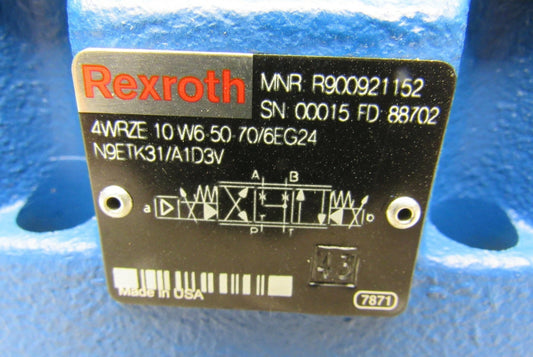 Rexroth
MNR: R900921152
SN: 00015 FD: 88702
4WRZE 10 W6-50-70/6EG24
N9ETK31/A1D3V
A B
a b
P T
43
Made in USA
7871